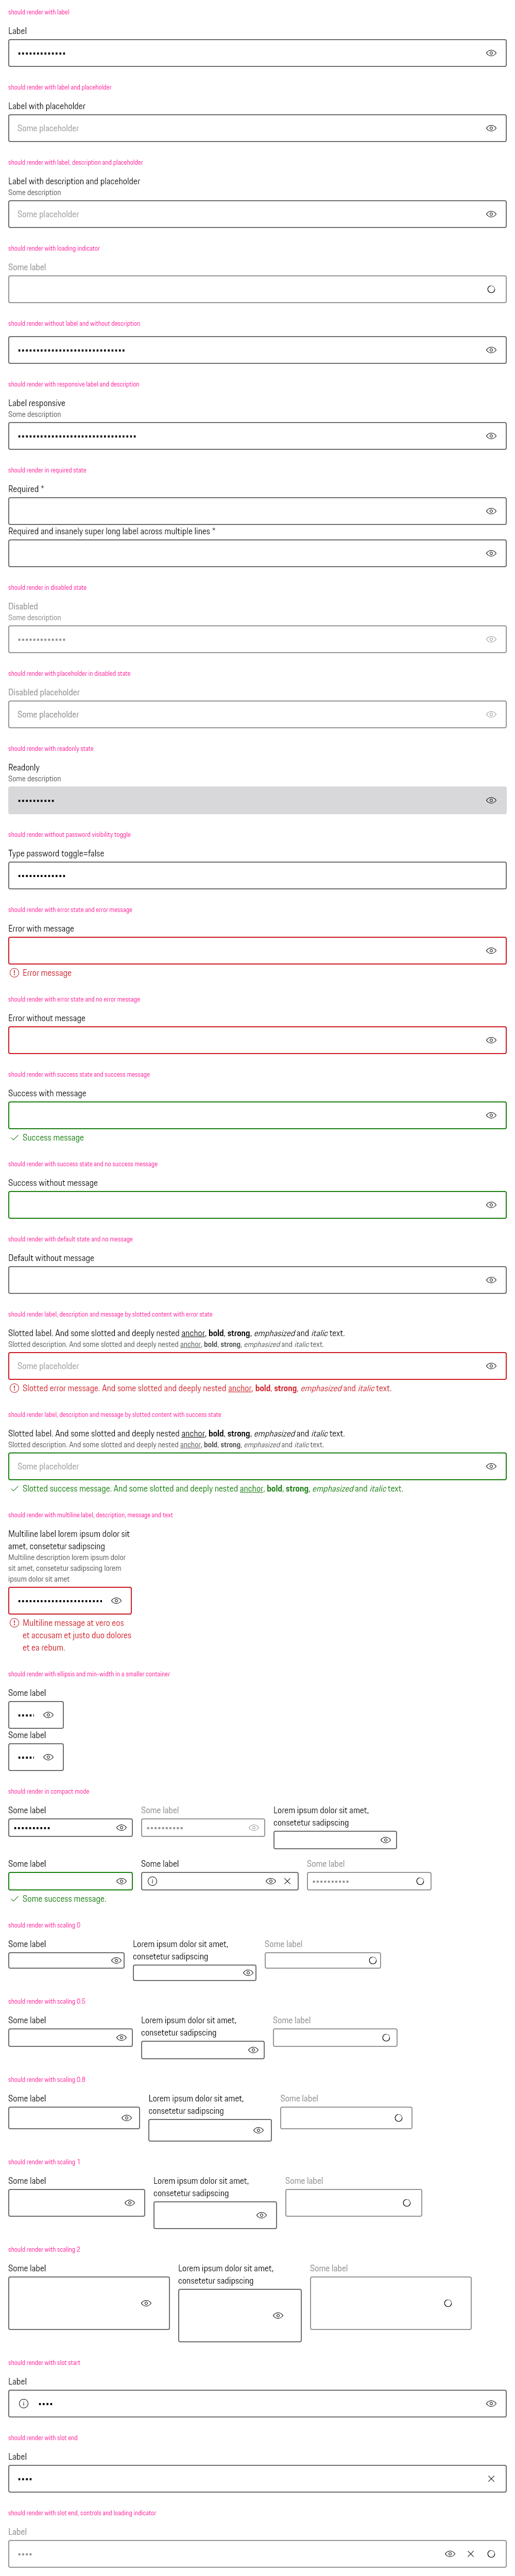 should render with label
Label
•••••••••••••
should render with label and placeholder
Label with placeholder
Some placeholder
should render with label, description and placeholder
Label with description and placeholder
Some description
Some placeholder
should render with loading indicator
Some label
should render without label and without description
•••••••••••••••••••••••••••••
should render with responsive label and description
Label responsive
Some description
••••••••••••••••••••••••••••••••
should render in required state
Required *
Required and insanely super long label across multiple lines *
should render in disabled state
Disabled
Some description
•••••••••••••
should render with placeholder in disabled state
Disabled placeholder
Some placeholder
should render with readonly state
Readonly
Some description
••••••••••
should render without password visibility toggle
Type password toggle=false
•••••••••••••
should render with error state and error message
Error with message
Error message
should render with error state and no error message
Error without message
should render with success state and success message
Success with message
Success message
should render with success state and no success message
Success without message
should render with default state and no message
Default without message
should render label, description and message by slotted content with error state
Slotted label. And some slotted and deeply nested anchor, bold, strong, emphasized and italic text.
Slotted description. And some slotted and deeply nested anchor, bold, strong, emphasized and italic text.
Some placeholder
Slotted error message. And some slotted and deeply nested anchor, bold, strong, emphasized and italic text.
should render label, description and message by slotted content with success state
Slotted label. And some slotted and deeply nested anchor, bold, strong, emphasized and italic text.
Slotted description. And some slotted and deeply nested anchor, bold, strong, emphasized and italic text.
Some placeholder
Slotted success message. And some slotted and deeply nested anchor, bold, strong, emphasized and italic text.
should render with multiline label, description, message and text
Multiline label lorem ipsum dolor sit
amet, consetetur sadipscing
Multiline description lorem ipsum dolor
sit amet, consetetur sadipscing lorem
ipsum dolor sit amet
•••••••••••••••••••••••
Multiline message at vero eos
et accusam et justo duo dolores
et ea rebum.
should render with ellipsis and min-width in a smaller container
Some label
•••••
Some label
•••••
should render in compact mode
Some label
••••••••••
Some label
••••••••••
Lorem ipsum dolor sit amet,
consetetur sadipscing
Some label
Some success message.
Some label
Some label
••••••••••
should render with scaling 0
Some label
Lorem ipsum dolor sit amet,
consetetur sadipscing
Some label
should render with scaling 0.5
Some label
Lorem ipsum dolor sit amet,
consetetur sadipscing
Some label
should render with scaling 0.8
Some label
Lorem ipsum dolor sit amet,
consetetur sadipscing
Some label
should render with scaling 1
Some label
Lorem ipsum dolor sit amet,
consetetur sadipscing
Some label
should render with scaling 2
Some label
Lorem ipsum dolor sit amet,
consetetur sadipscing
Some label
should render with slot start
Label
••••
should render with slot end
Label
••••
should render with slot end, controls and loading indicator
Label
••••